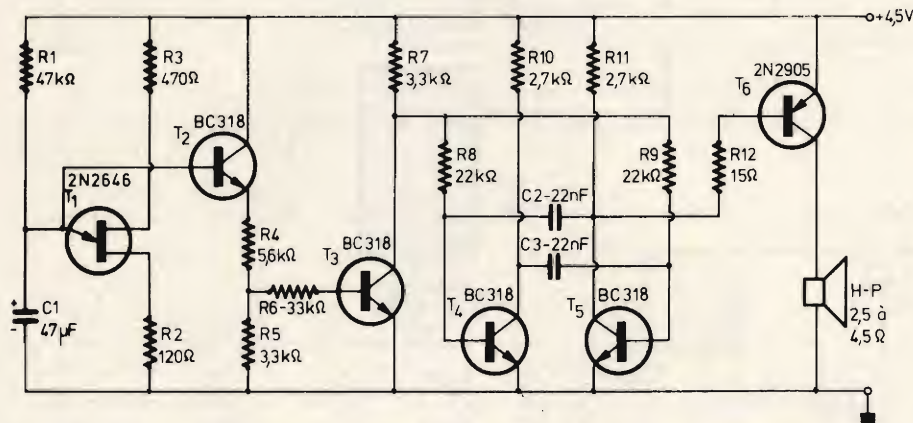 +4,5V
R1
47kΩ
R3
470Ω
R7
3,3kΩ
R10
2,7kΩ
R11
2,7kΩ
2N2905
T6
T2
BC318
2N2646
T1
R8
22kΩ
R9
22kΩ
R12
15Ω
C2-22nF
R4
5,6kΩ
T3
BC318
C3-22nF
R6-33kΩ
C1
47µF
+
-
R2
120Ω
R5
3,3kΩ
T4
BC318
T5
BC318
H-P
2,5 à
4,5Ω